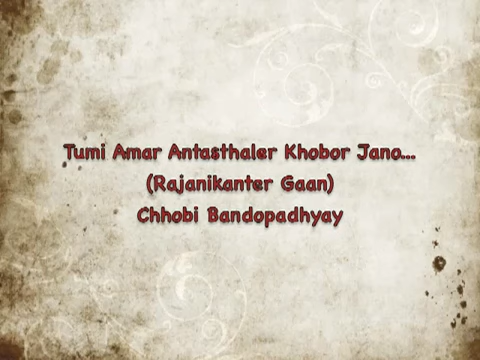 Tumi Amar Antasthaler Khobor Jano...
(Rajanikanter Gaan)
Chhobi Bandopadhyay